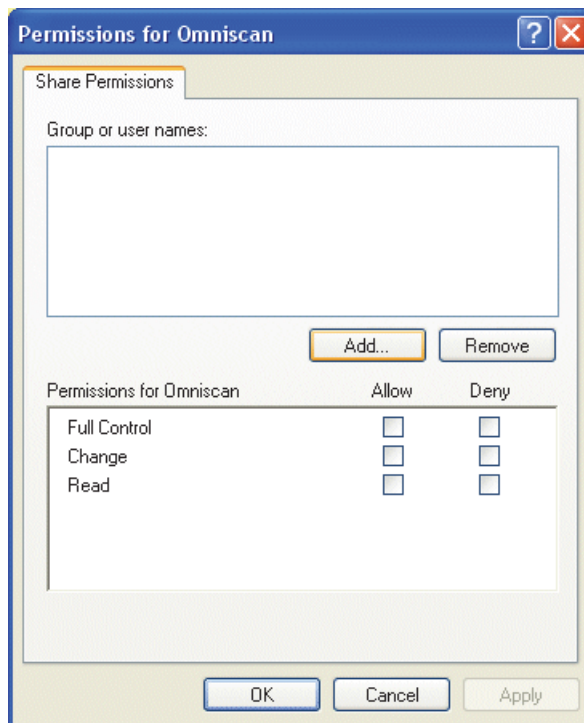 Permissions for Omniscan
Share Permissions
Group or user names:
Add... Remove
Permissions for Omniscan Allow Deny
Full Control
Change
Read
OK Cancel Apply